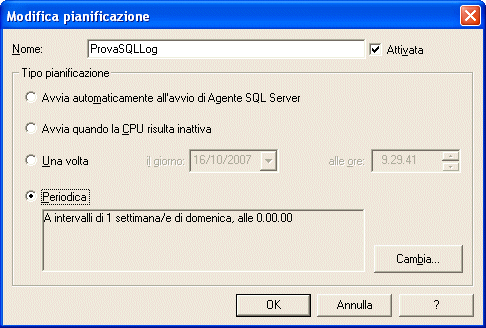 Modifica pianificazione
Nome: ProvaSQLLog Attivata
Tipo pianificazione
Avvia automaticamente all'avvio di Agente SQL Server
Avvia quando la CPU risulta inattiva
Una volta il giorno: 16/10/2007 alle ore: 9.29.41
Periodica
A intervalli di 1 settimana/e di domenica, alle 0.00.00
Cambia...
OK Annulla ?